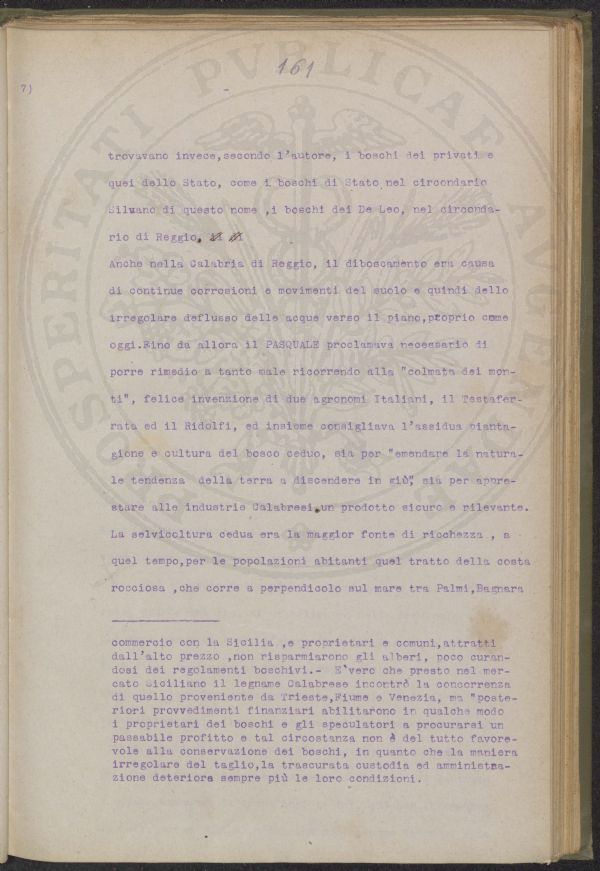 161
7)
trovavano invece,secondo l'autore, i boschi dei privati e
quei dello Stato, come i boschi di Stato nel circondario
Silvano di questo nome ,i boschi dei De Leo, nel circonda-
rio di Reggio.
Anche nella Calabria di Reggio, il diboscamento era causa
di continue corrosioni e movimenti del suolo e quindi dello
irregolare deflusso delle acque verso il piano,proprio come
oggi.Fino da allora il PASQUALE proclamava necessario di
porre rimedio a tanto male ricorrendo alla "colmata dei mon-
ti", felice invenzione di due agronomi Italiani, il Testafer-
rata ed il Ridolfi, ed insieme consigliava l'assidua pianta-
gione e cultura del bosco ceduo, sia per "emendare la natura-
le tendenza della terra a discendere in giù", sia per appre-
stare alle industrie Calabresi,un prodotto sicuro e rilevante.
La selvicoltura cedua era la maggior fonte di ricchezza , a
quel tempo,per le popolazioni abitanti quel tratto della costa
rocciosa ,che corre a perpendicolo sul mare tra Palmi,Bagnara
commercio con la Sicilia ,e proprietari e comuni,attratti
dall'alto prezzo ,non risparmiarono gli alberi, poco curan-
dosi dei regolamenti boschivi.- E'vero che presto nel mer-
cato Siciliano il legname Calabrese incontrò la concorrenza
di quello proveniente da Trieste,Fiume e Venezia, ma "poste-
riori provvedimenti finanziari abilitarono in qualche modo
i proprietari dei boschi e gli speculatori a procurarsi un
passabile profitto e tal circostanza non è del tutto favore-
vole alla conservazione dei boschi, in quanto che la maniera
irregolare del taglio,la trascurata custodia ed amministra-
zione deteriora sempre più le loro condizioni.
PROSPERITATI PVBLICAE AVGENDAE